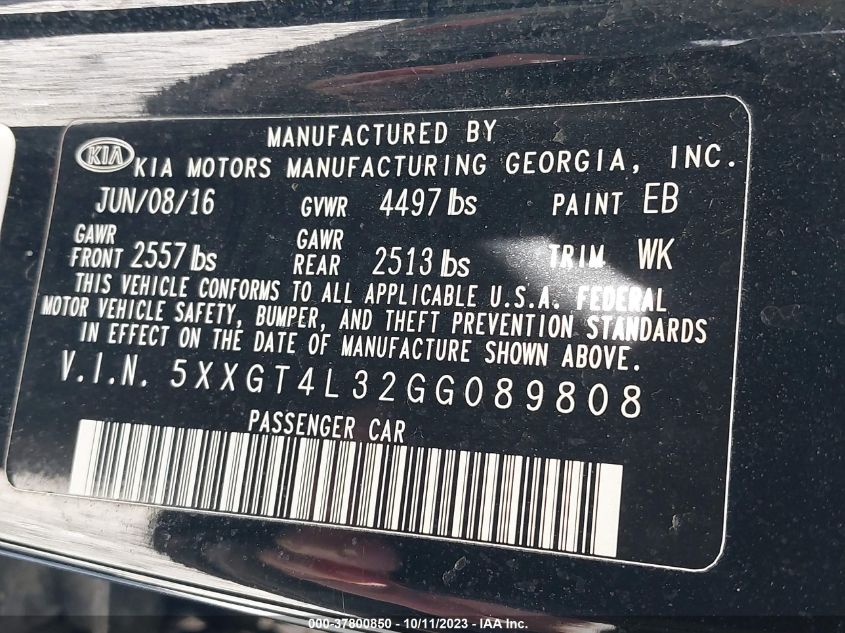 MANUFACTURED BY
KIA KIA MOTORS MANUFACTURING GEORGIA, INC.
JUN/08/16 GVWR 4497 lbs PAINT EB
GAWR FRONT 2557 lbs GAWR REAR 2513 lbs TRIM WK
THIS VEHICLE CONFORMS TO ALL APPLICABLE U.S.A. FEDERAL
MOTOR VEHICLE SAFETY, BUMPER, AND THEFT PREVENTION STANDARDS
IN EFFECT ON THE DATE OF MANUFACTURE SHOWN ABOVE.
V.I.N. 5XXGT4L32GG089808
PASSENGER CAR
000-37800850 - 10/11/2023 - IAA Inc.